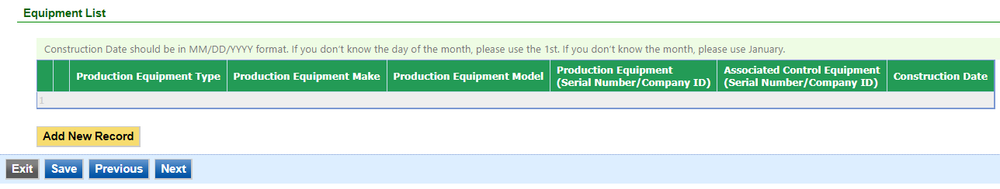 Equipment List
Construction Date should be in MM/DD/YYYY format. If you don't know the day of the month, please use the 1st. If you don't know the month, please use January.
Production Equipment Type
Production Equipment Make
Production Equipment Model
Production Equipment
(Serial Number/Company ID)
Associated Control Equipment
(Serial Number/Company ID)
Construction Date
1
Add New Record
Exit
Save
Previous
Next